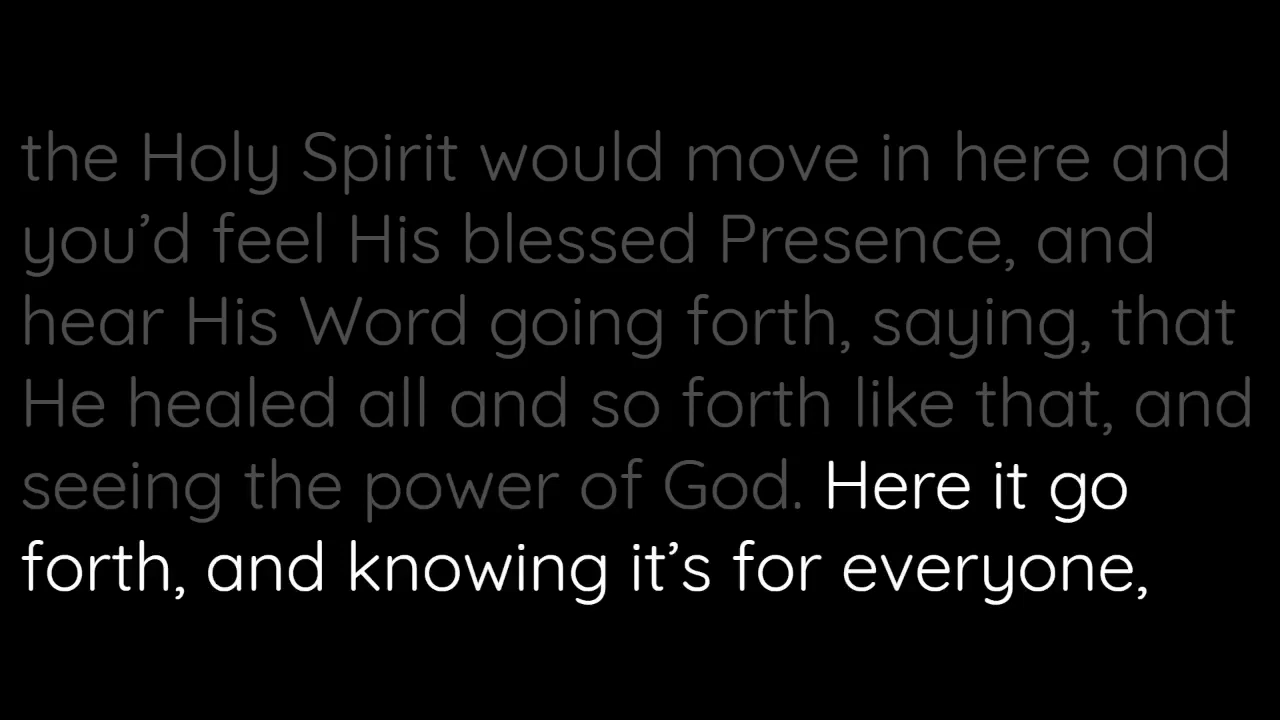 the Holy Spirit would move in here and
you’d feel His blessed Presence, and
hear His Word going forth, saying, that
He healed all and so forth like that, and
seeing the power of God. Here it go
forth, and knowing it’s for everyone,